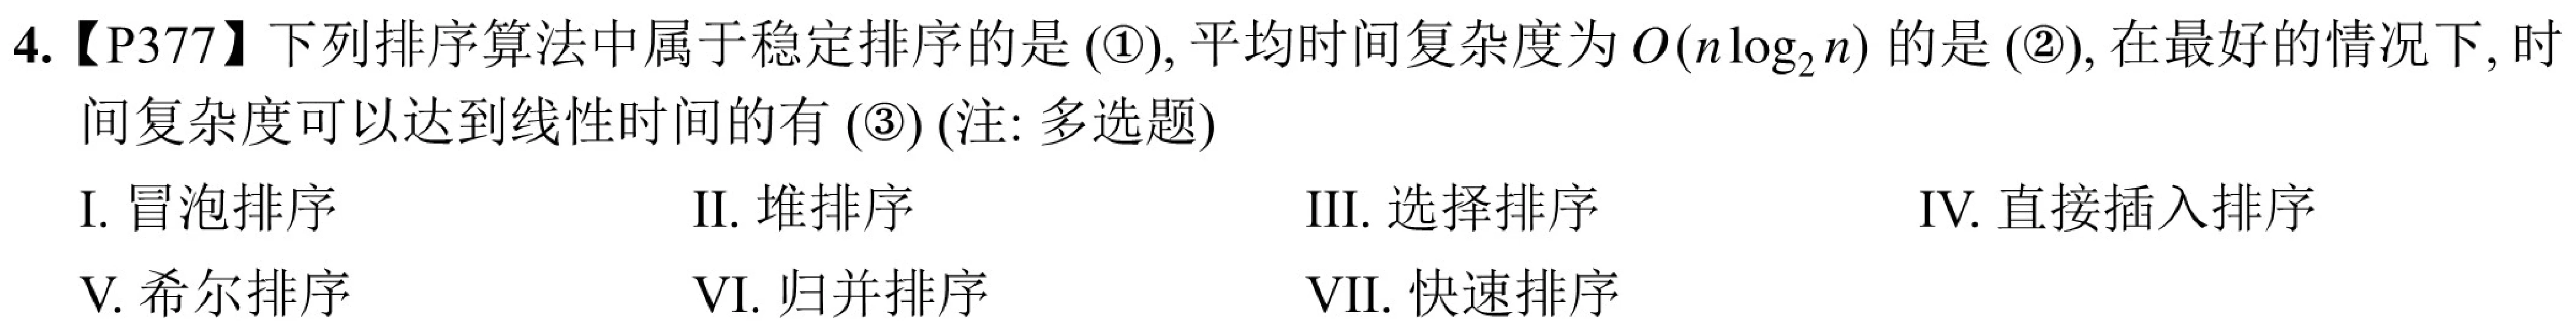 4.【P377】下列排序算法中属于稳定排序的是 (①), 平均时间复杂度为 O(n log₂ n) 的是 (②), 在最好的情况下, 时
间复杂度可以达到线性时间的有 (③) (注: 多选题)
I. 冒泡排序 II. 堆排序 III. 选择排序 IV. 直接插入排序
V. 希尔排序 VI. 归并排序 VII. 快速排序